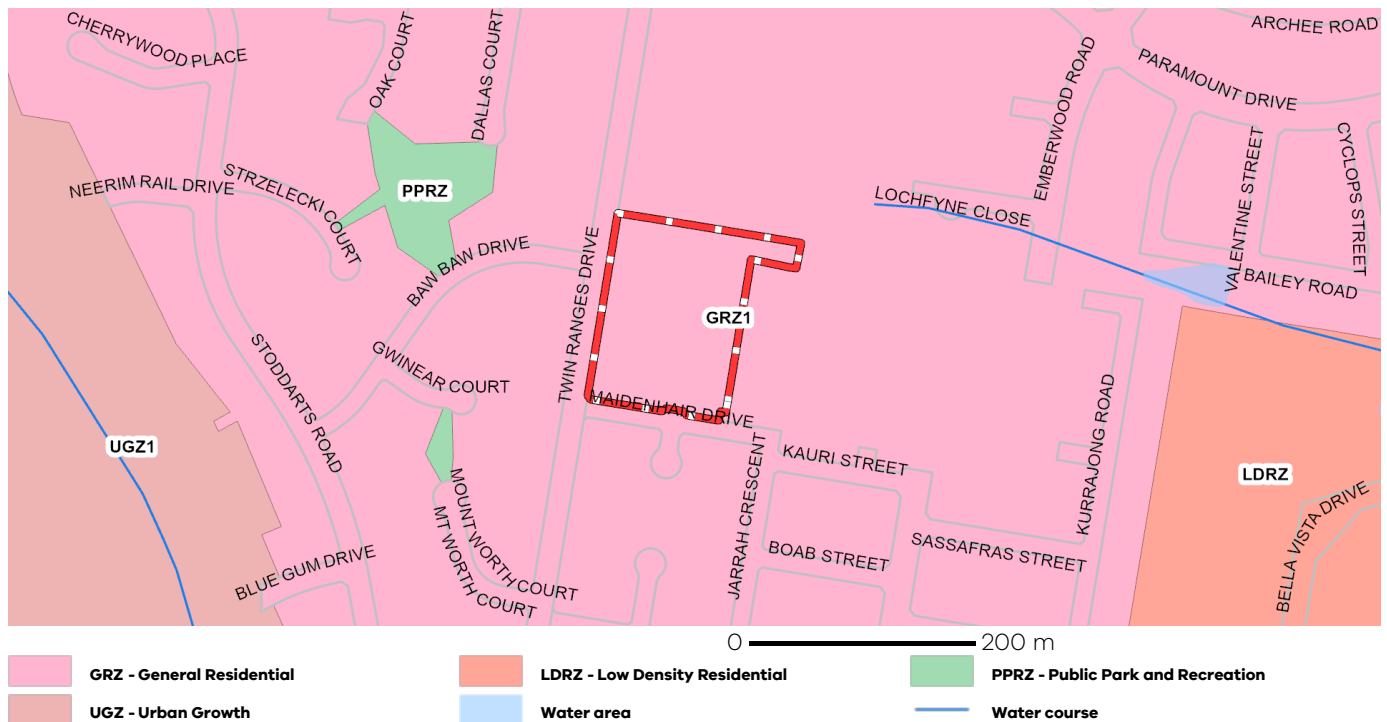 CHERRYWOOD PLACE
OAK COURT
DALLAS COURT
ARCHEE ROAD
PARAMOUNT DRIVE
EMBERWOOD ROAD
CYCLOPS STREET
VALENTINE STREET
NEERIM RAIL DRIVE
STRZELECKI COURT
PPRZ
LOCHFYNE CLOSE
BAW BAW DRIVE
TWIN RANGES DRIVE
BAILEY ROAD
GRZ1
STODDARTS ROAD
GWINEAR COURT
MAIDENHAIR DRIVE
UGZ1
KAURI STREET
JARRAH CRESCENT
KURRAJONG ROAD
LDRZ
MOUNT WORTH COURT
MT WORTH COURT
BLUE GUM DRIVE
BOAB STREET
SASSAFRAS STREET
BELLA VISTA DRIVE
0 200 m
GRZ - General Residential
LDRZ - Low Density Residential
PPRZ - Public Park and Recreation
UGZ - Urban Growth
Water area
Water course